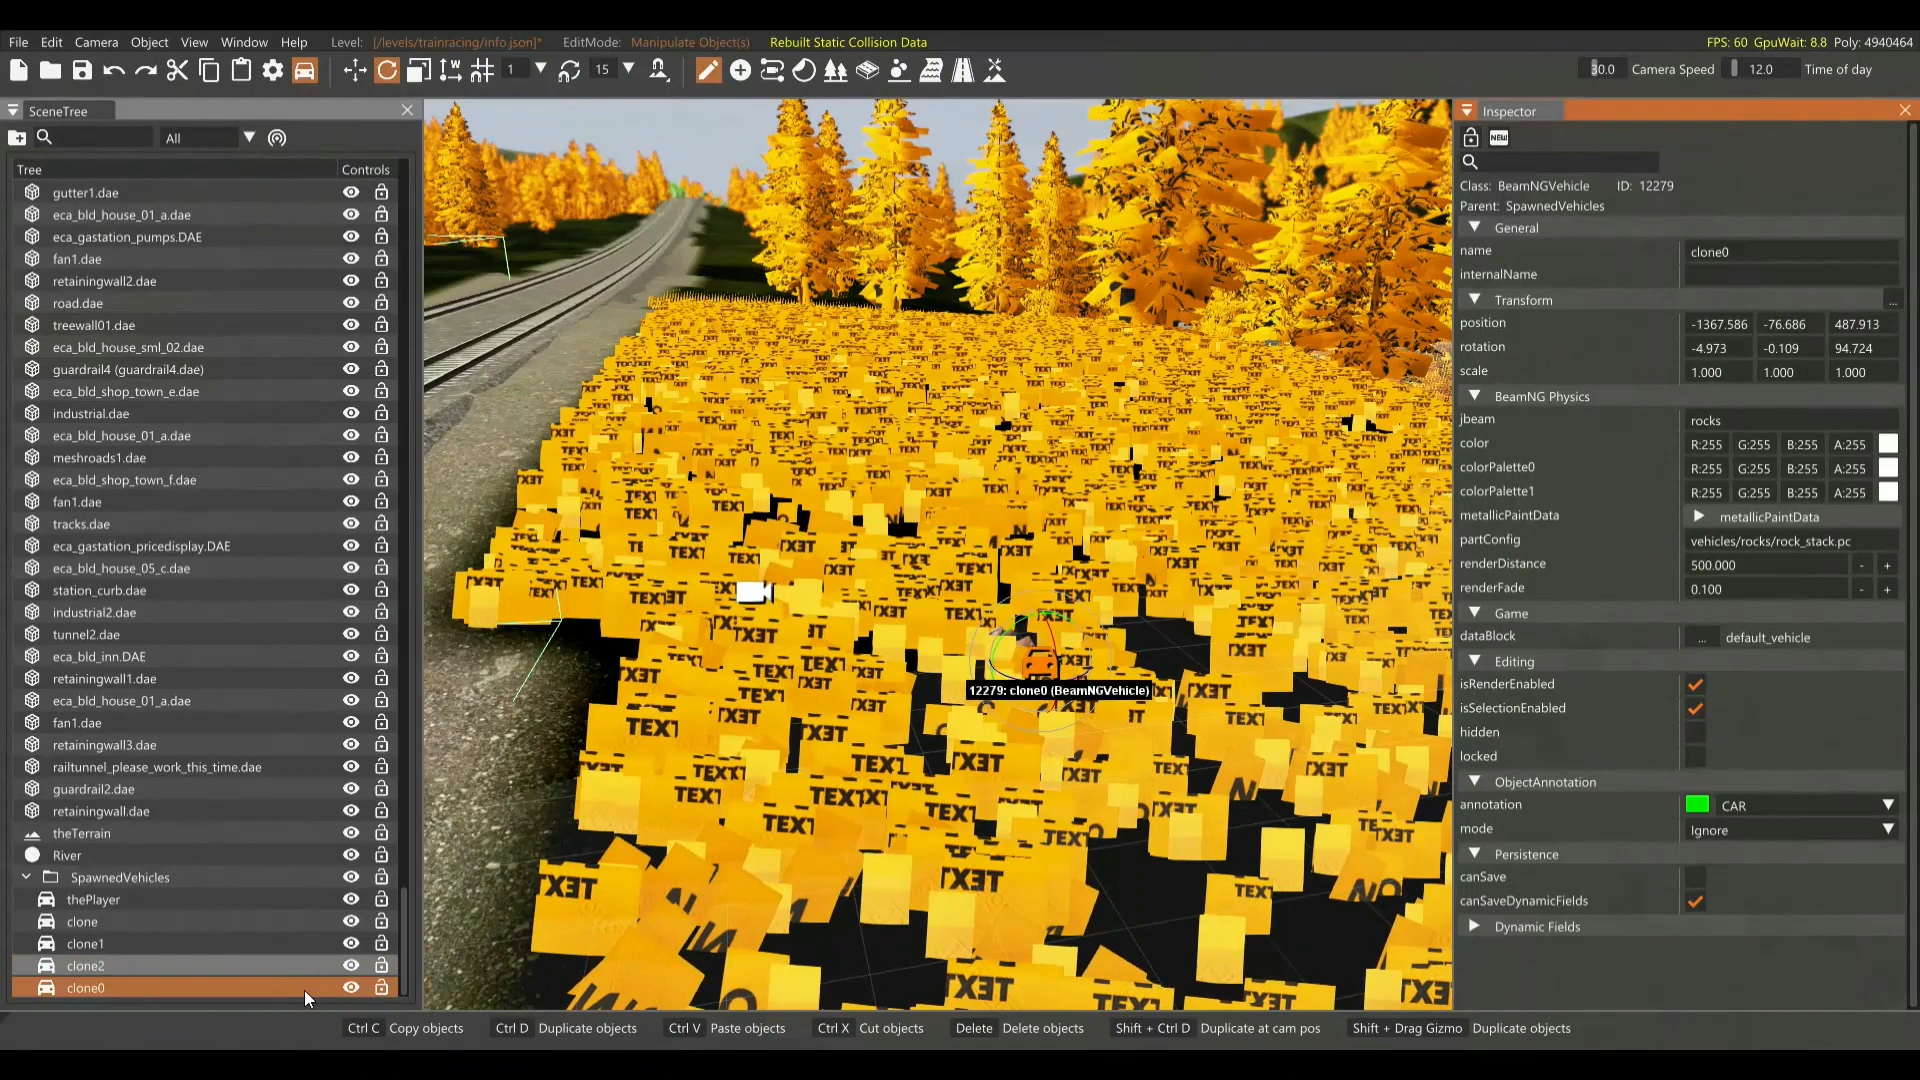 File Edit Camera Object View Window Help Level: [/levels/trainracing/info.json]* EditMode: Manipulate Object(s) Rebuilt Static Collision Data FPS: 60 GpuWait: 8.8 Poly: 4940464
1 15 30.0 Camera Speed 12.0 Time of day
SceneTree
All
Tree Controls
gutter1.dae
eca_bld_house_01_a.dae
eca_gastation_pumps.DAE
fan1.dae
retainingwall2.dae
road.dae
treewall01.dae
eca_bld_house_sml_02.dae
guardrail4 (guardrail4.dae)
eca_bld_shop_town_e.dae
industrial.dae
eca_bld_house_01_a.dae
meshroads1.dae
eca_bld_shop_town_f.dae
fan1.dae
tracks.dae
eca_gastation_pricedisplay.DAE
eca_bld_house_05_c.dae
station_curb.dae
industrial2.dae
tunnel2.dae
eca_bld_inn.DAE
retainingwall1.dae
eca_bld_house_01_a.dae
fan1.dae
retainingwall3.dae
railtunnel_please_work_this_time.dae
guardrail2.dae
retainingwall.dae
theTerrain
River
SpawnedVehicles
thePlayer
clone
clone1
clone2
clone0
12279: clone0 (BeamNGVehicle)
Inspector
NEW
Class: BeamNGVehicle ID: 12279
Parent: SpawnedVehicles
General
name clone0
internalName
Transform ...
position -1367.586 -76.686 487.913
rotation -4.973 -0.109 94.724
scale 1.000 1.000 1.000
BeamNG Physics
jbeam rocks
color R:255 G:255 B:255 A:255
colorPalette0 R:255 G:255 B:255 A:255
colorPalette1 R:255 G:255 B:255 A:255
metallicPaintData metallicPaintData
partConfig vehicles/rocks/rock_stack.pc
renderDistance 500.000 - +
renderFade 0.100 - +
Game
dataBlock ... default_vehicle
Editing
isRenderEnabled
isSelectionEnabled
hidden
locked
ObjectAnnotation
annotation CAR
mode Ignore
Persistence
canSave
canSaveDynamicFields
Dynamic Fields
Ctrl C Copy objects Ctrl D Duplicate objects Ctrl V Paste objects Ctrl X Cut objects Delete Delete objects Shift + Ctrl D Duplicate at cam pos Shift + Drag Gizmo Duplicate objects